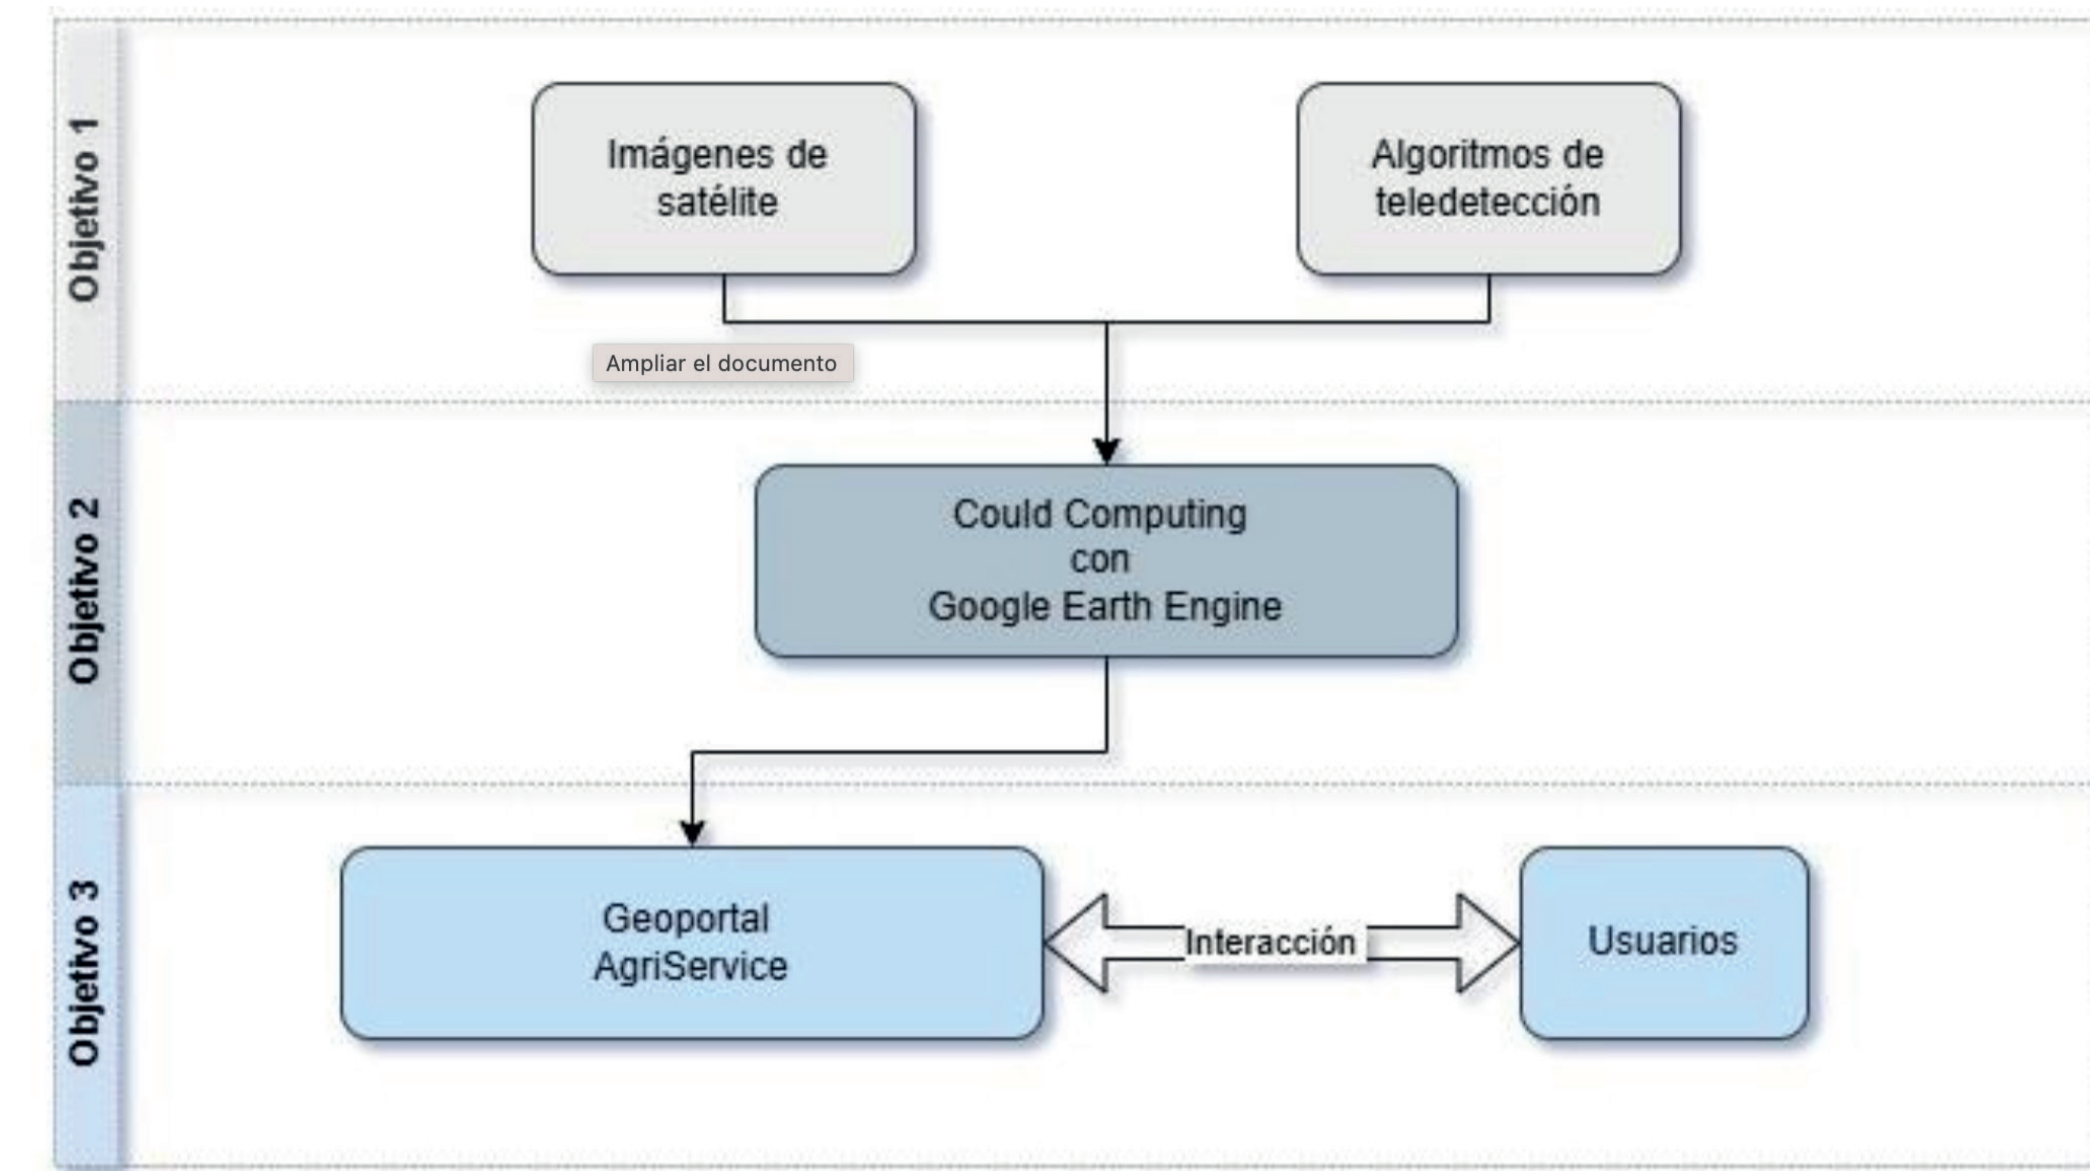 Objetivo 1
Imágenes de
satélite
Algoritmos de
teledetección
Ampliar el documento
Objetivo 2
Could Computing
con
Google Earth Engine
Objetivo 3
Geoportal
AgriService
Interacción
Usuarios